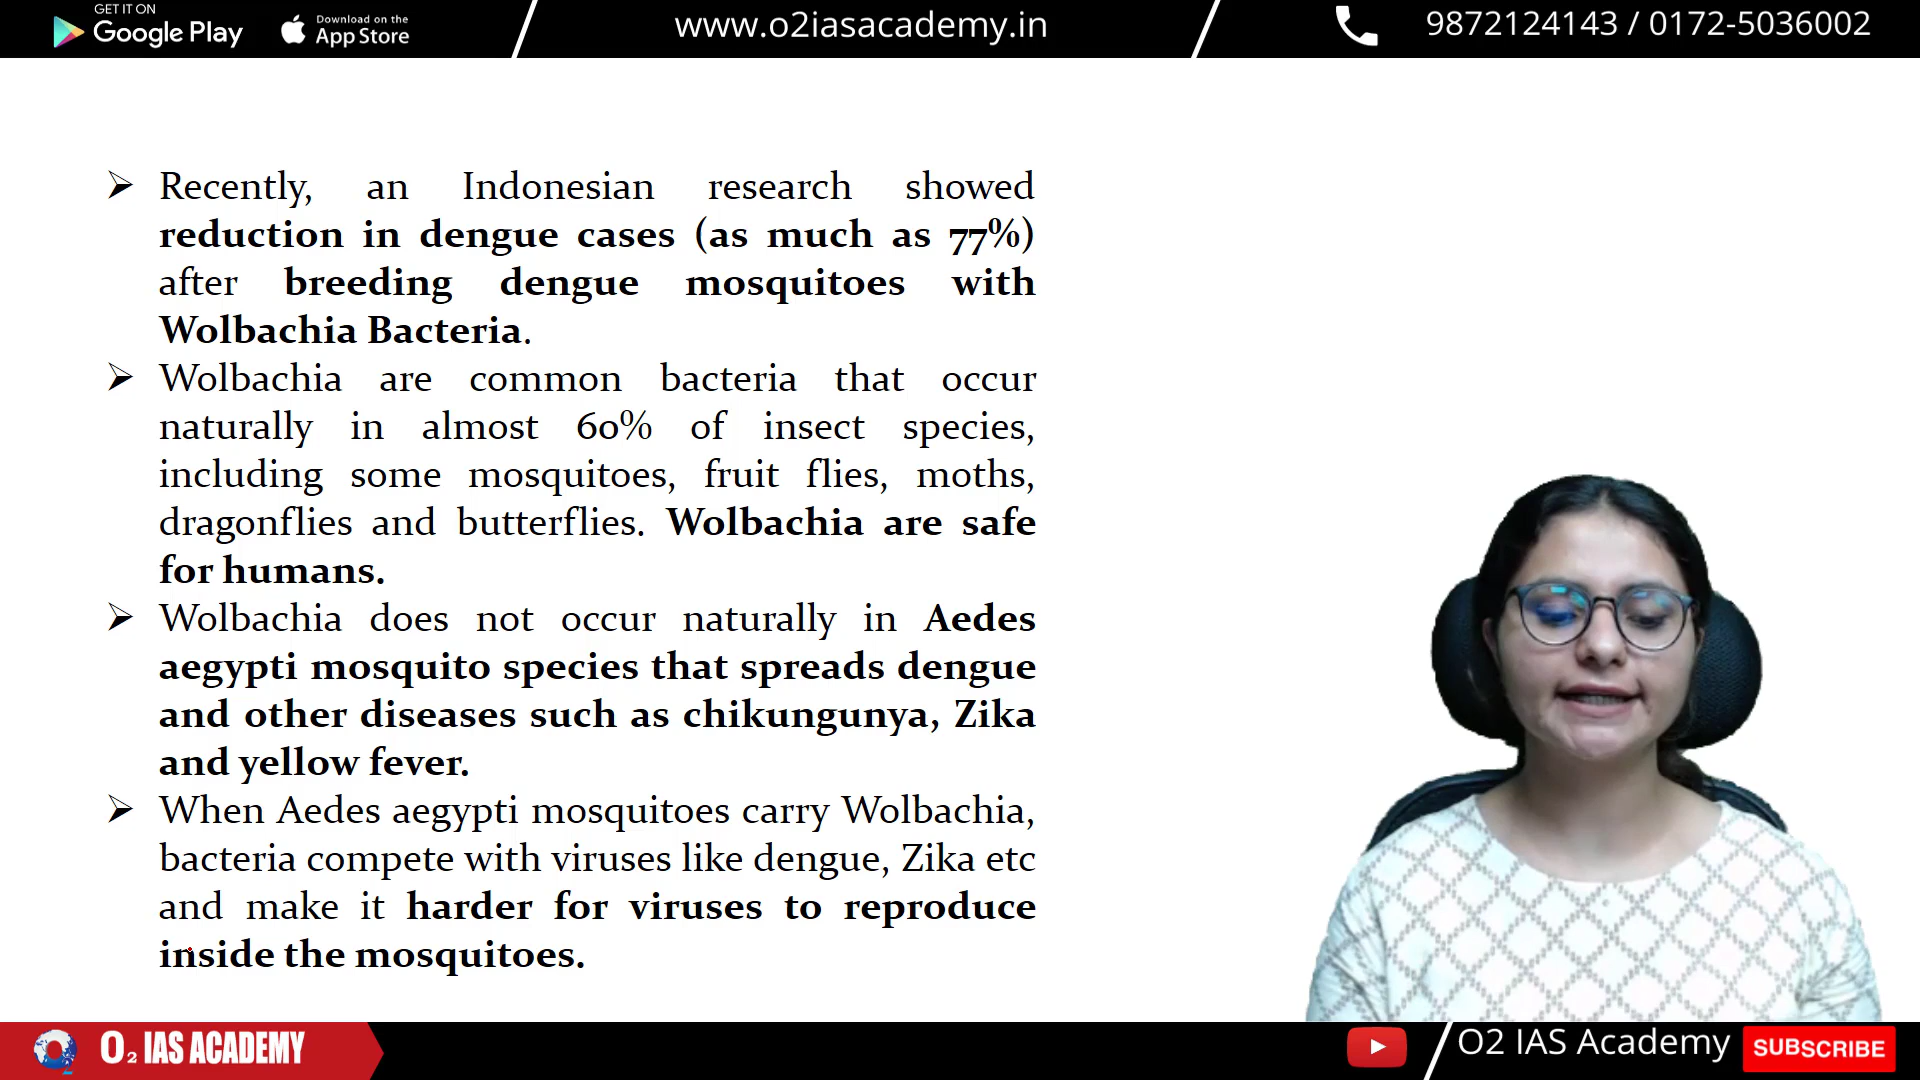 GET IT ON
Google Play
Download on the
App Store
www.o2iasacademy.in
9872124143 / 0172-5036002
➢ Recently, an Indonesian research showed
reduction in dengue cases (as much as 77%)
after breeding dengue mosquitoes with
Wolbachia Bacteria.
➢ Wolbachia are common bacteria that occur
naturally in almost 60% of insect species,
including some mosquitoes, fruit flies, moths,
dragonflies and butterflies. Wolbachia are safe
for humans.
➢ Wolbachia does not occur naturally in Aedes
aegypti mosquito species that spreads dengue
and other diseases such as chikungunya, Zika
and yellow fever.
➢ When Aedes aegypti mosquitoes carry Wolbachia,
bacteria compete with viruses like dengue, Zika etc
and make it harder for viruses to reproduce
inside the mosquitoes.
O2 IAS ACADEMY
O2 IAS Academy
SUBSCRIBE